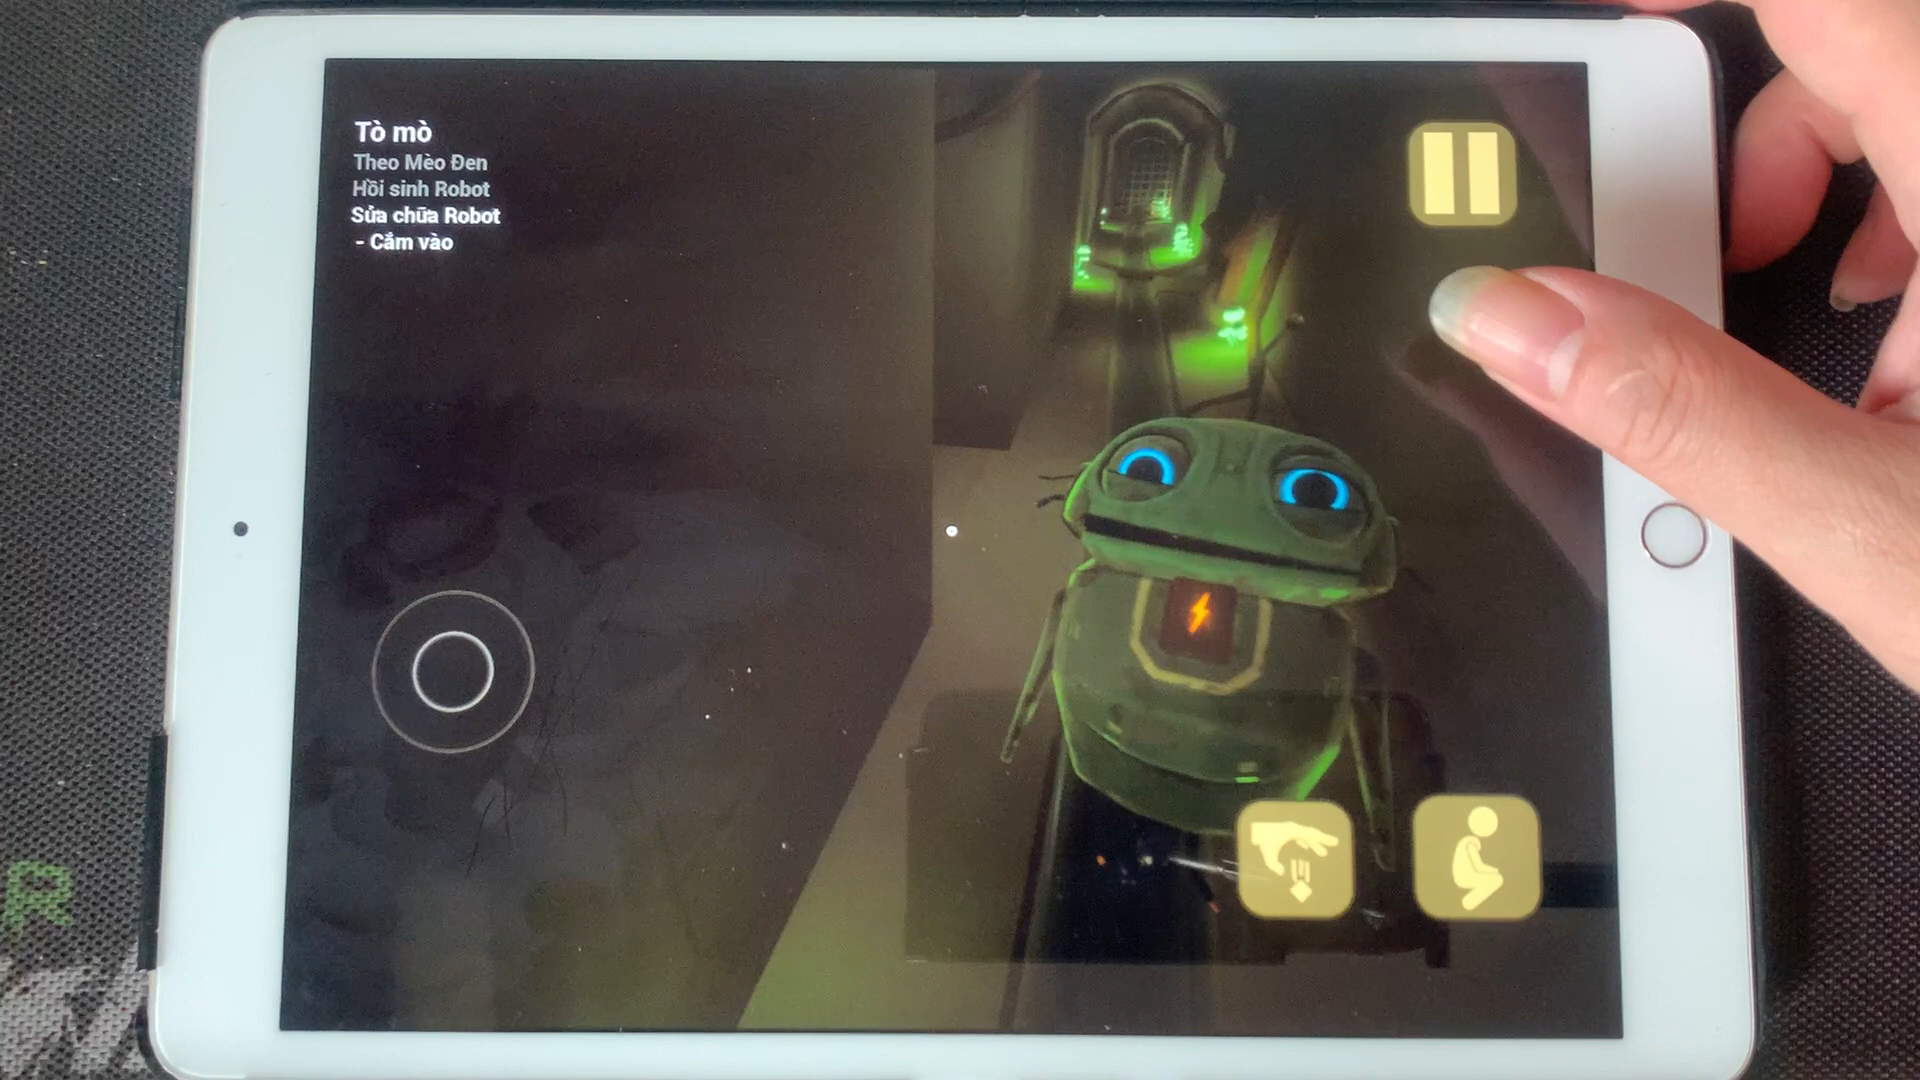 Tò mò
Theo Mèo Đen
Hồi sinh Robot
Sửa chữa Robot
- Cắm vào
R